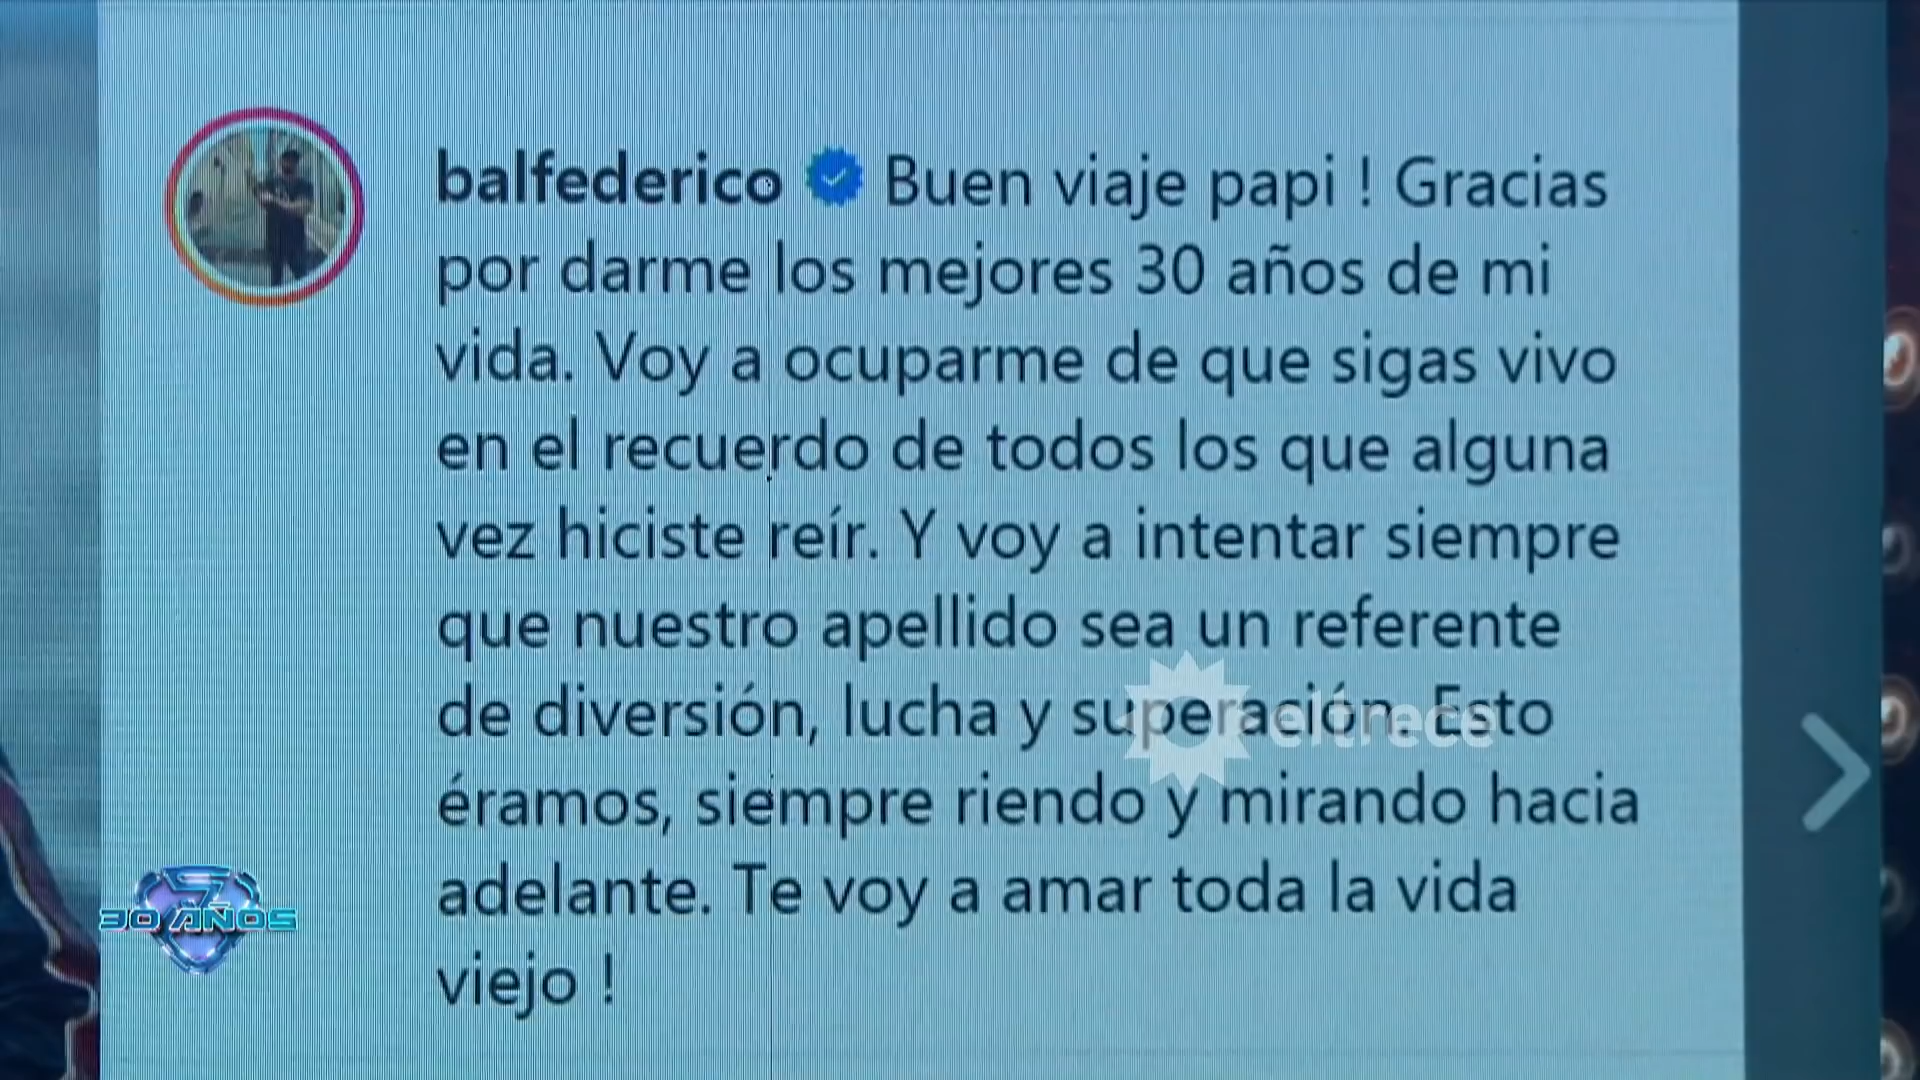 balfederico Buen viaje papi ! Gracias
por darme los mejores 30 años de mi
vida. Voy a ocuparme de que sigas vivo
en el recuerdo de todos los que alguna
vez hiciste reír. Y voy a intentar siempre
que nuestro apellido sea un referente
de diversión, lucha y superación. Esto
éramos, siempre riendo y mirando hacia
adelante. Te voy a amar toda la vida
viejo !
eltrece
30 AÑOS